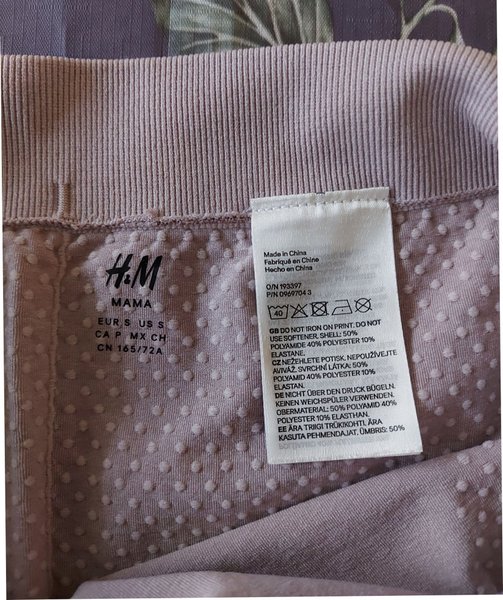 H&M
MAMA
EUR S US S
CA P MX CH
CN 165/72A
Made in China
Fabriqué en Chine
Hecho en China
O/N 193397
P/N 0969704 3
40
GB DO NOT IRON ON PRINT. DO NOT
USE SOFTENER. SHELL: 50%
POLYAMIDE 40% POLYESTER 10%
ELASTANE.
CZ NEŽEHLETE POTISK. NEPOUŽÍVEJTE
AVIVÁŽ. SVRCHNÍ LÁTKA: 50%
POLYAMID 40% POLYESTER 10%
ELASTAN.
DE NICHT ÜBER DEN DRUCK BÜGELN.
KEINEN WEICHSPÜLER VERWENDEN.
OBERMATERIAL: 50% POLYAMID 40%
POLYESTER 10% ELASTHAN.
EE ÄRA TRIIGI TRÜKIKOHTI, ÄRA
KASUTA PEHMENDAJAT. ÜMBRIS: 50%